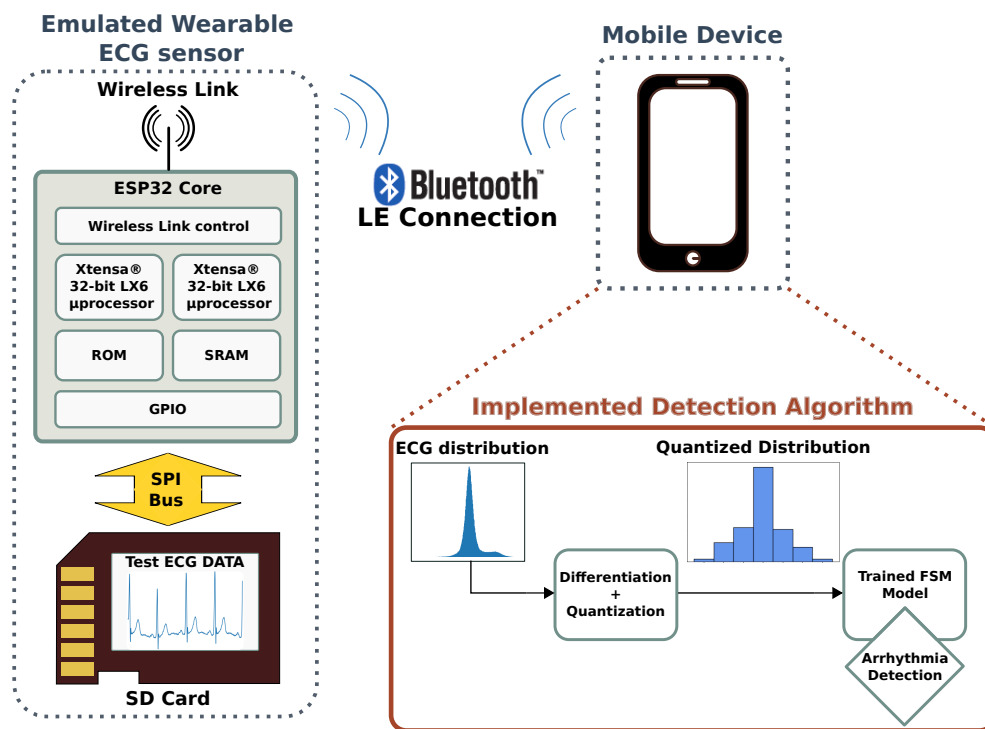 Emulated Wearable
ECG sensor
Wireless Link
ESP32 Core
Wireless Link control
Xtensa®
32-bit LX6
µprocessor
Xtensa®
32-bit LX6
µprocessor
ROM
SRAM
GPIO
SPI
Bus
Test ECG DATA
SD Card
Bluetooth™
LE Connection
Mobile Device
Implemented Detection Algorithm
ECG distribution
Quantized Distribution
Differentiation
+
Quantization
Trained FSM
Model
Arrhythmia
Detection